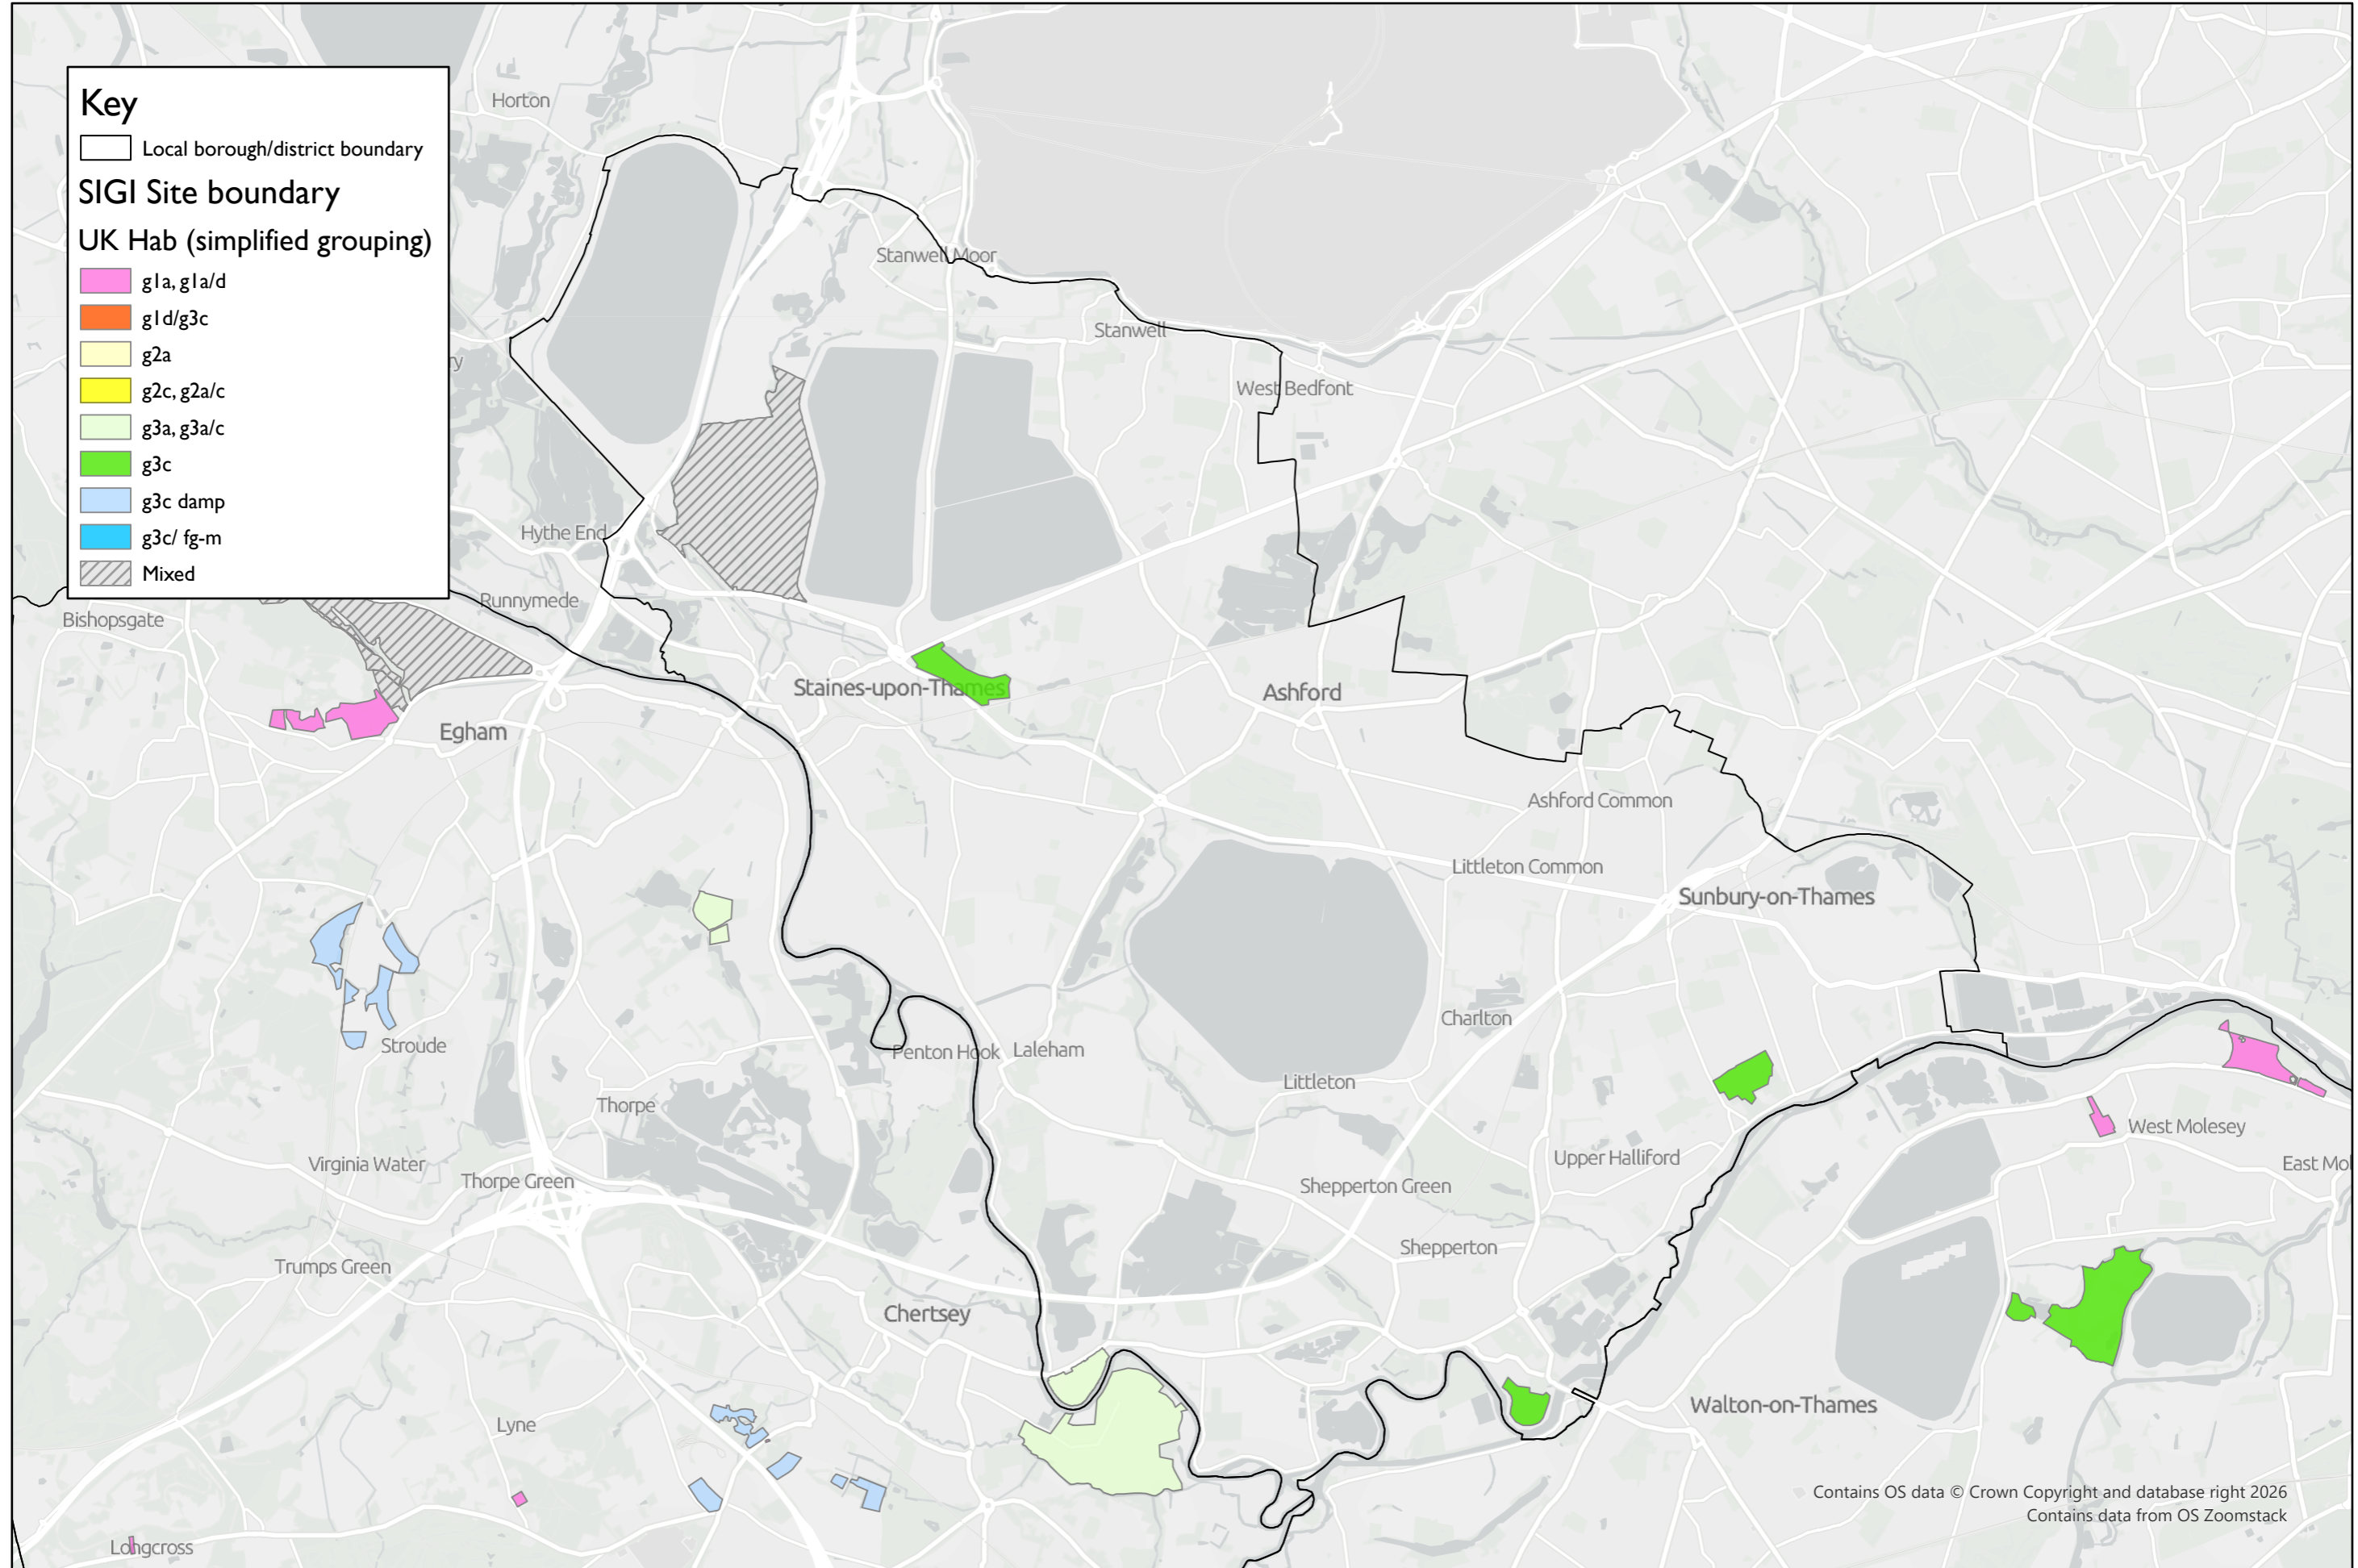 Key
Local borough/district boundary
SIGI Site boundary
UK Hab (simplified grouping)
g1a, g1a/d
g1d/g3c
g2a
g2c, g2a/c
g3a, g3a/c
g3c
g3c damp
g3c/ fg-m
Mixed
Horton
Stanwell Moor
Stanwell
West Bedfont
ry
Hythe End
Runnymede
Bishopsgate
Staines-upon-Thames
Ashford
Egham
Ashford Common
Littleton Common
Sunbury-on-Thames
Charlton
Stroude
Penton Hook
Laleham
Littleton
Thorpe
West Molesey
Upper Halliford
Virginia Water
East Mol
Thorpe Green
Shepperton Green
Shepperton
Trumps Green
Chertsey
Walton-on-Thames
Lyne
Longcross
Contains OS data © Crown Copyright and database right 2026
Contains data from OS Zoomstack